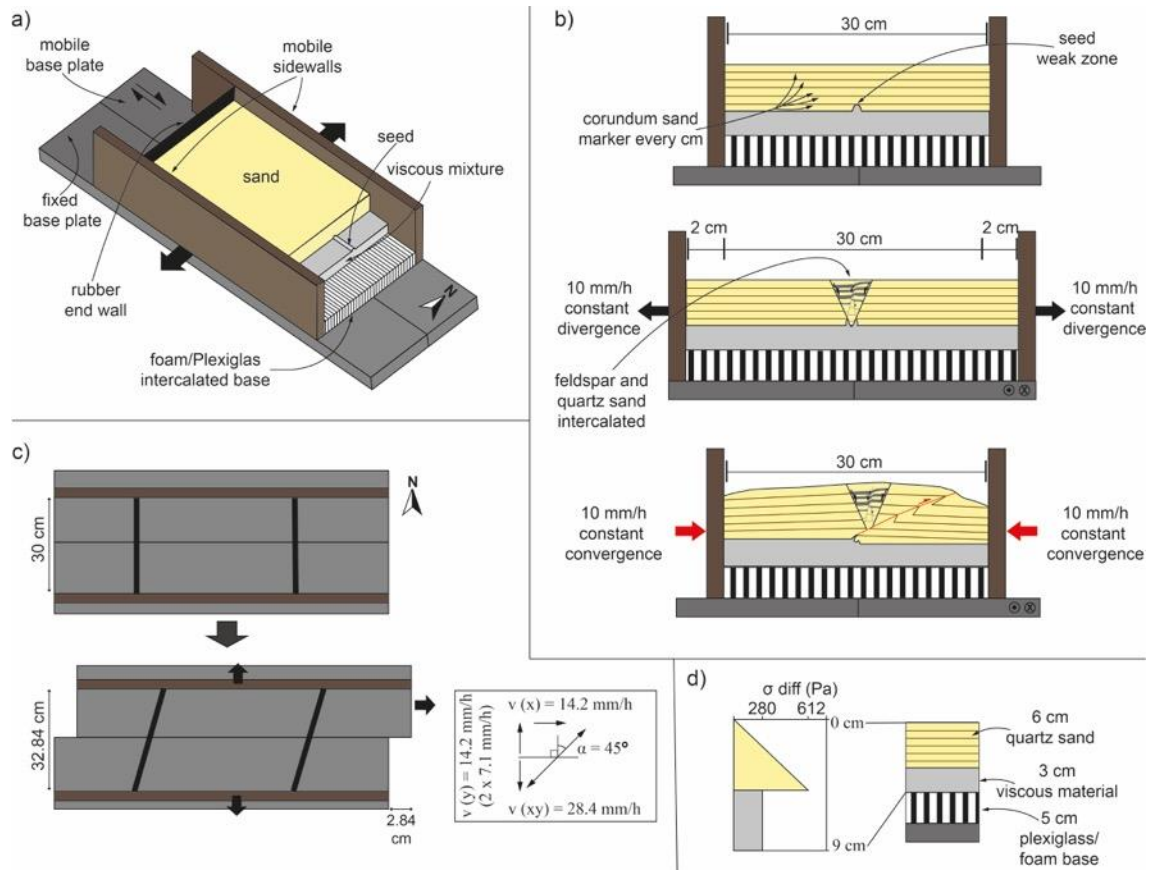 a)
mobile
base plate
mobile
sidewalls
seed
viscous mixture
sand
fixed
base plate
rubber
end wall
foam/Plexiglas
intercalated base
N
b)
30 cm
seed
weak zone
corundum sand
marker every cm
2 cm
30 cm
2 cm
10 mm/h
constant
divergence
10 mm/h
constant
divergence
feldspar and
quartz sand
intercalated
30 cm
10 mm/h
constant
convergence
10 mm/h
constant
convergence
c)
N
30 cm
32.84 cm
2.84
cm
v (y) = 14.2 mm/h
(2 x 7.1 mm/h)
v (x) = 14.2 mm/h
α = 45°
v (xy) = 28.4 mm/h
d)
σ diff (Pa)
280 612
0 cm
9 cm
6 cm
quartz sand
3 cm
viscous material
5 cm
plexiglass/
foam base